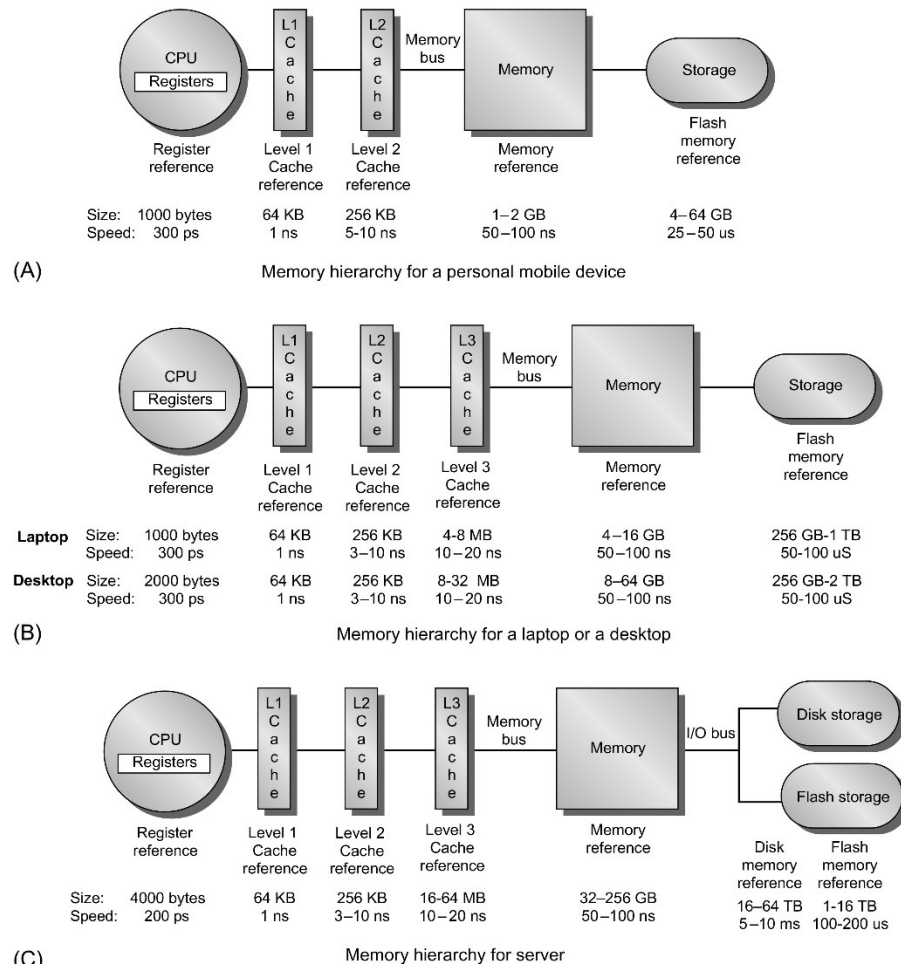 L1 Cache
L2 Cache
CPU
Registers
Memory bus
Memory
Storage
Register reference
Level 1 Cache reference
Level 2 Cache reference
Memory reference
Flash memory reference
Size: 1000 bytes 64 KB 256 KB 1–2 GB 4–64 GB
Speed: 300 ps 1 ns 5-10 ns 50–100 ns 25–50 us
(A) Memory hierarchy for a personal mobile device
L1 Cache
L2 Cache
L3 Cache
CPU
Registers
Memory bus
Memory
Storage
Register reference
Level 1 Cache reference
Level 2 Cache reference
Level 3 Cache reference
Memory reference
Flash memory reference
Laptop Size: 1000 bytes 64 KB 256 KB 4-8 MB 4–16 GB 256 GB-1 TB
Speed: 300 ps 1 ns 3–10 ns 10–20 ns 50–100 ns 50-100 uS
Desktop Size: 2000 bytes 64 KB 256 KB 8-32 MB 8–64 GB 256 GB-2 TB
Speed: 300 ps 1 ns 3–10 ns 10–20 ns 50–100 ns 50-100 uS
(B) Memory hierarchy for a laptop or a desktop
L1 Cache
L2 Cache
L3 Cache
CPU
Registers
Memory bus
Memory
I/O bus
Disk storage
Flash storage
Register reference
Level 1 Cache reference
Level 2 Cache reference
Level 3 Cache reference
Memory reference
Disk memory reference
Flash memory reference
Size: 4000 bytes 64 KB 256 KB 16-64 MB 32–256 GB 16–64 TB 1-16 TB
Speed: 200 ps 1 ns 3–10 ns 10–20 ns 50–100 ns 5–10 ms 100-200 us
(C) Memory hierarchy for server